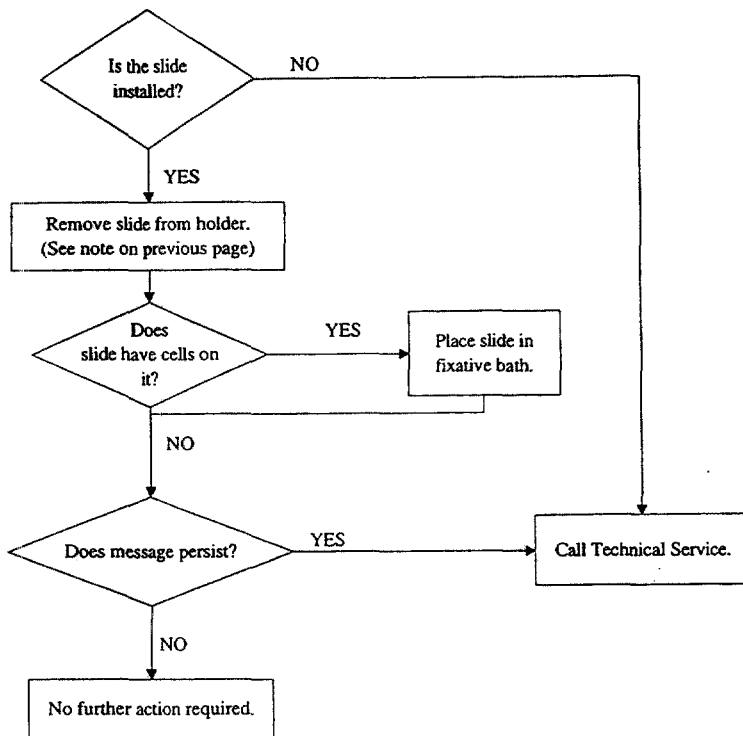 Is the slide
installed?
NO
YES
Remove slide from holder.
(See note on previous page)
Does
slide have cells on
it?
YES
Place slide in
fixative bath.
NO
Does message persist?
YES
Call Technical Service.
NO
No further action required.